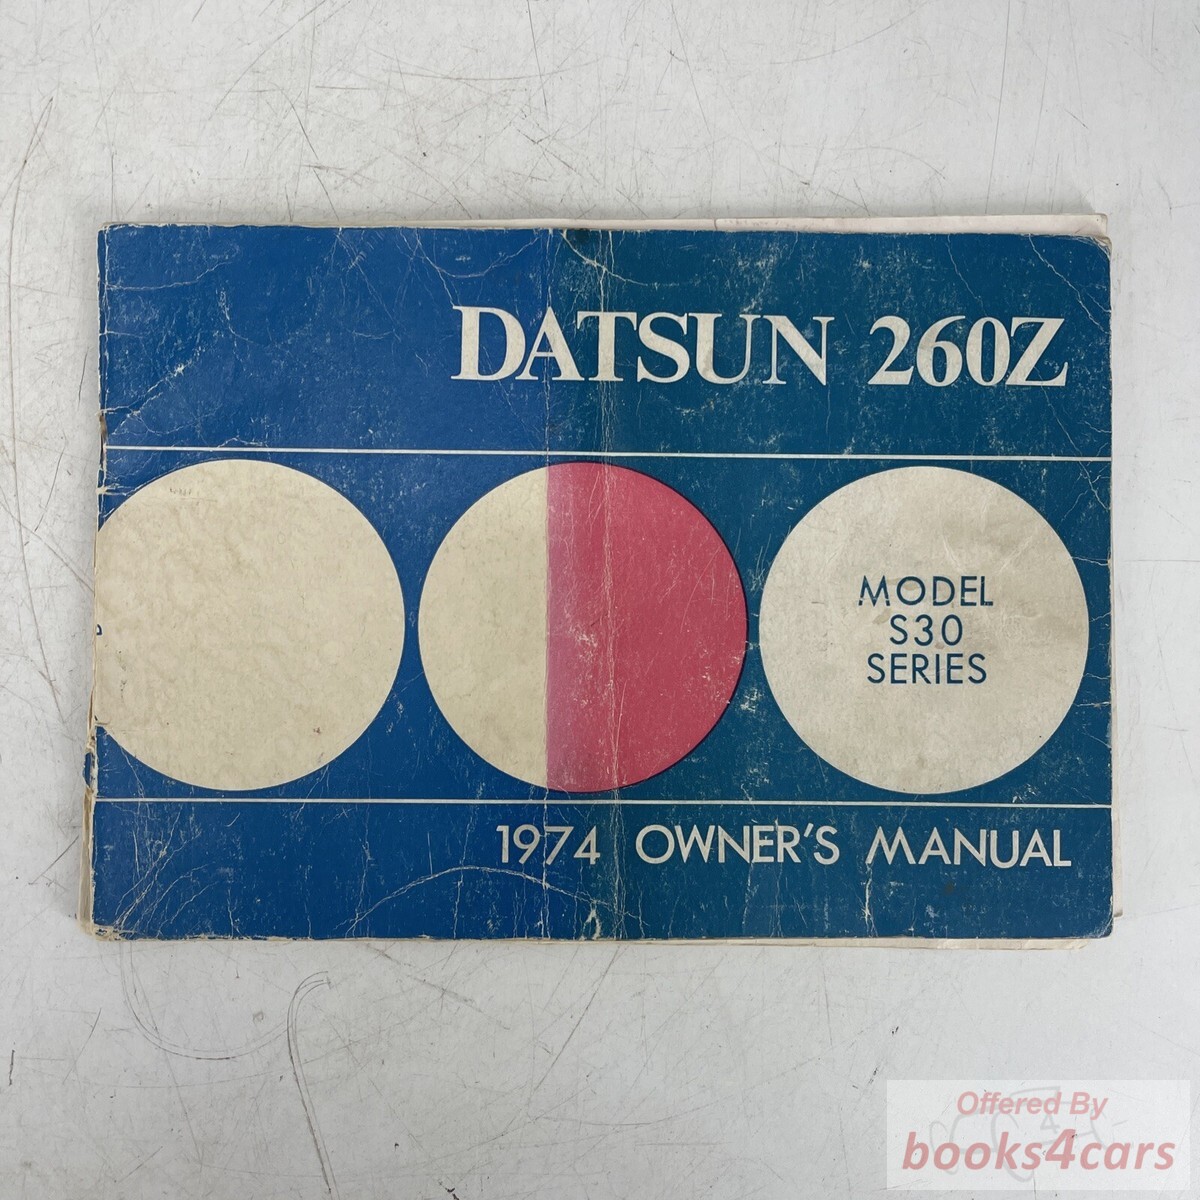 DATSUN 260Z
MODEL
S30
SERIES
1974 OWNER'S MANUAL
Offered By
books4cars